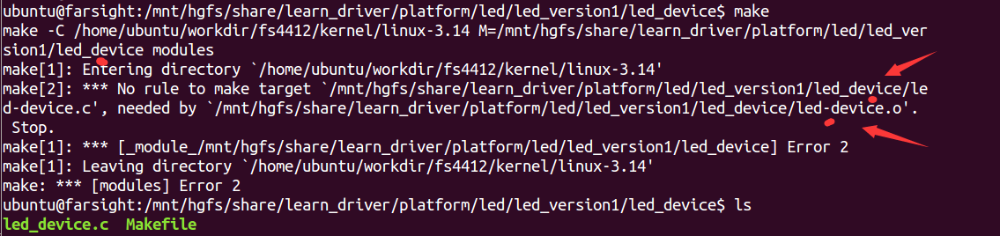 ubuntu@farsight:/mnt/hgfs/share/learn_driver/platform/led/led_version1/led_device$ make
make -C /home/ubuntu/workdir/fs4412/kernel/linux-3.14 M=/mnt/hgfs/share/learn_driver/platform/led/led_ver
sion1/led_device modules
make[1]: Entering directory `/home/ubuntu/workdir/fs4412/kernel/linux-3.14'
make[2]: *** No rule to make target `/mnt/hgfs/share/learn_driver/platform/led/led_version1/led_device/le
d-device.c', needed by `/mnt/hgfs/share/learn_driver/platform/led/led_version1/led_device/led-device.o'.
 Stop.
make[1]: *** [_module_/mnt/hgfs/share/learn_driver/platform/led/led_version1/led_device] Error 2
make[1]: Leaving directory `/home/ubuntu/workdir/fs4412/kernel/linux-3.14'
make: *** [modules] Error 2
ubuntu@farsight:/mnt/hgfs/share/learn_driver/platform/led/led_version1/led_device$ ls
led_device.c  Makefile